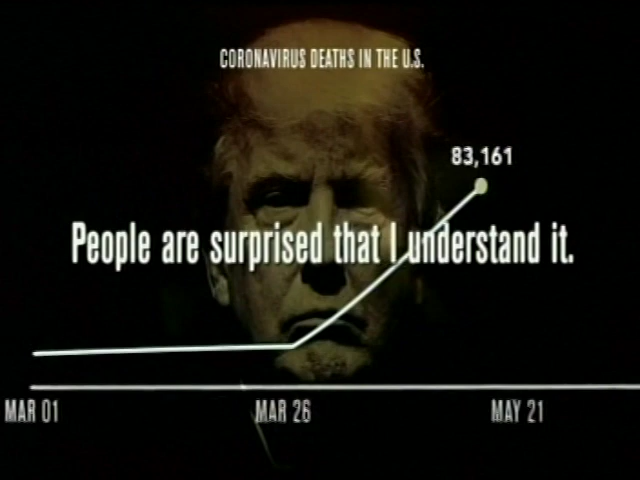 CORONAVIRUS DEATHS IN THE U.S.
83,161
People are surprised that I understand it.
MAR 01
MAR 26
MAY 21